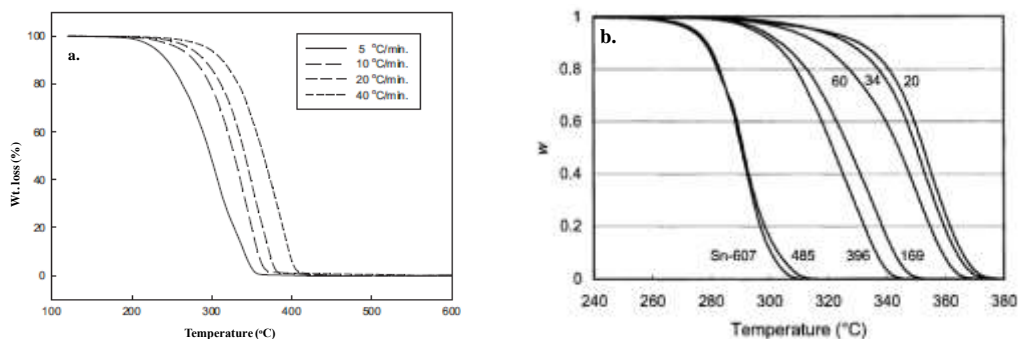 a.
5 °C/min.
10 °C/min.
20 °C/min.
40 °C/min.
Wt. loss (%)
100
80
60
40
20
0
100 200 300 400 500 600
Temperature (°C)
b.
w
1
0.8
0.6
0.4
0.2
0
60 34 20
Sn-607 485 396 169
240 260 280 300 320 340 360 380
Temperature (°C)